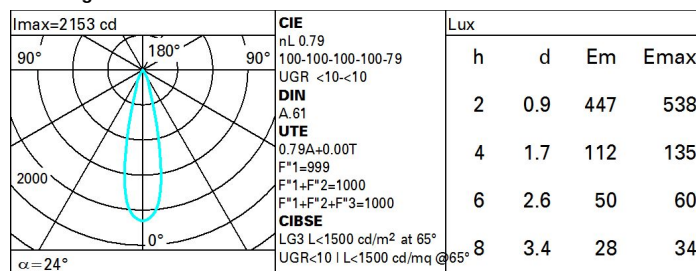 Imax=2153 cd
90° 180° 90°
2000
0°
α=24°
CIE
nL 0.79
100-100-100-100-79
UGR <10-<10
DIN
A.61
UTE
0.79A+0.00T
F"1=999
F"1+F"2=1000
F"1+F"2+F"3=1000
CIBSE
LG3 L<1500 cd/m² at 65°
UGR<10 | L<1500 cd/mq @65°
Lux
h d Em Emax
2 0.9 447 538
4 1.7 112 135
6 2.6 50 60
8 3.4 28 34